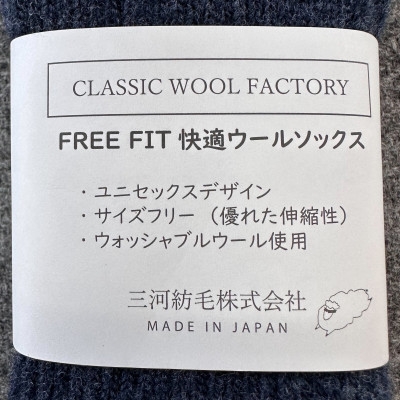 CLASSIC WOOL FACTORY
FREE FIT 快適ウールソックス
・ユニセックスデザイン
・サイズフリー（優れた伸縮性）
・ウォッシャブルウール使用
三河紡毛株式会社
MADE IN JAPAN